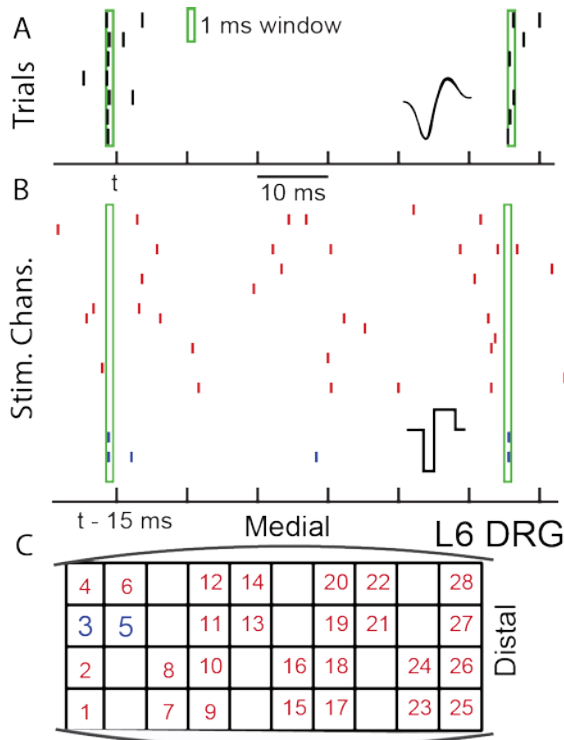 A
1 ms window
Trials
t
10 ms
B
Stim. Chans.
t - 15 ms
Medial
L6 DRG
C
4 6 12 14 20 22 28
3 5 11 13 19 21 27
2 8 10 16 18 24 26
1 7 9 15 17 23 25
Distal